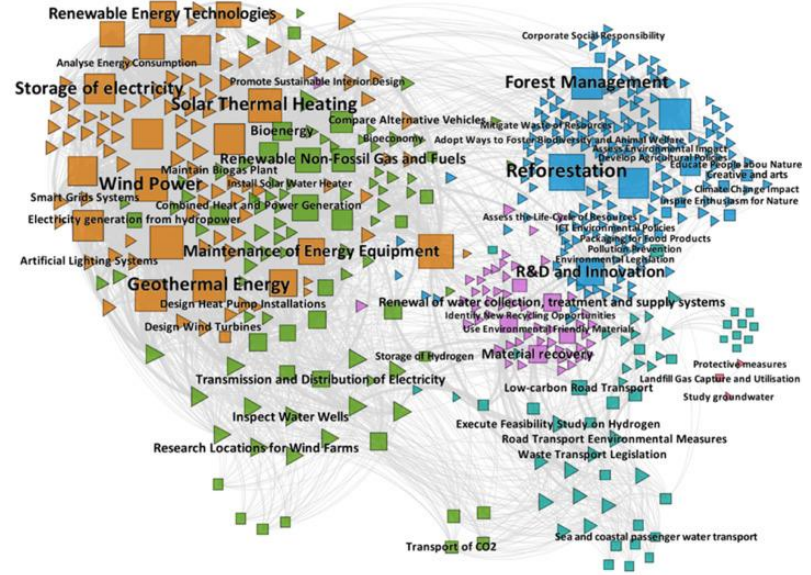 Renewable Energy Technologies
Corporate Social Responsibility
Analyse Energy Consumption
Storage of electricity
Promote Sustainable Interior Design
Forest Management
Solar Thermal Heating
Compare Alternative Vehicles
Mitigate Waste of Resources
Bioenergy
Bioeconomy
Adopt Ways to Foster Biodiversity and Animal Welfare
Assess Environmental Impact
Renewable Non-Fossil Gas and Fuels
Develop Agricultural Policies
Educate People abou Nature
Maintain Biogas Plant
Reforestation
Creative and arts
Wind Power
Install Solar Water Heater
Climate Change Impact
Smart Grids Systems
Combined Heat and Power Generation
Inspire Enthusiasm for Nature
Electricity generation from hydropower
Assess the Life-Cycle of Resources
ICT Environmental Policies
Packaging for Food Products
Maintenance of Energy Equipment
Pollution Prevention
Artificial Lighting Systems
Environmental Legislation
R&D and Innovation
Geothermal Energy
Design Heat Pump Installations
Renewal of water collection, treatment and supply systems
Identify New Recycling Opportunities
Design Wind Turbines
Use Environmental Friendly Materials
Storage of Hydrogen
Material recovery
Protective measures
Transmission and Distribution of Electricity
Landfill Gas Capture and Utilisation
Low-carbon Road Transport
Study groundwater
Inspect Water Wells
Execute Feasibility Study on Hydrogen
Road Transport Eenvironmental Measures
Research Locations for Wind Farms
Waste Transport Legislation
Sea and coastal passenger water transport
Transport of CO2